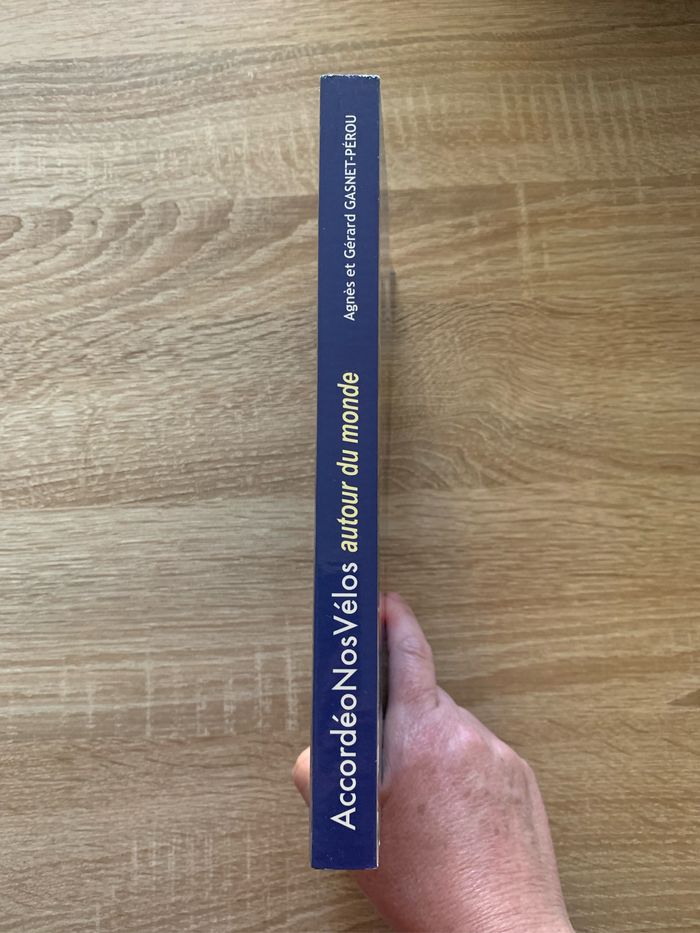 AccordéoNosVélos autour du monde Agnès et Gérard GASNET-PÉROU